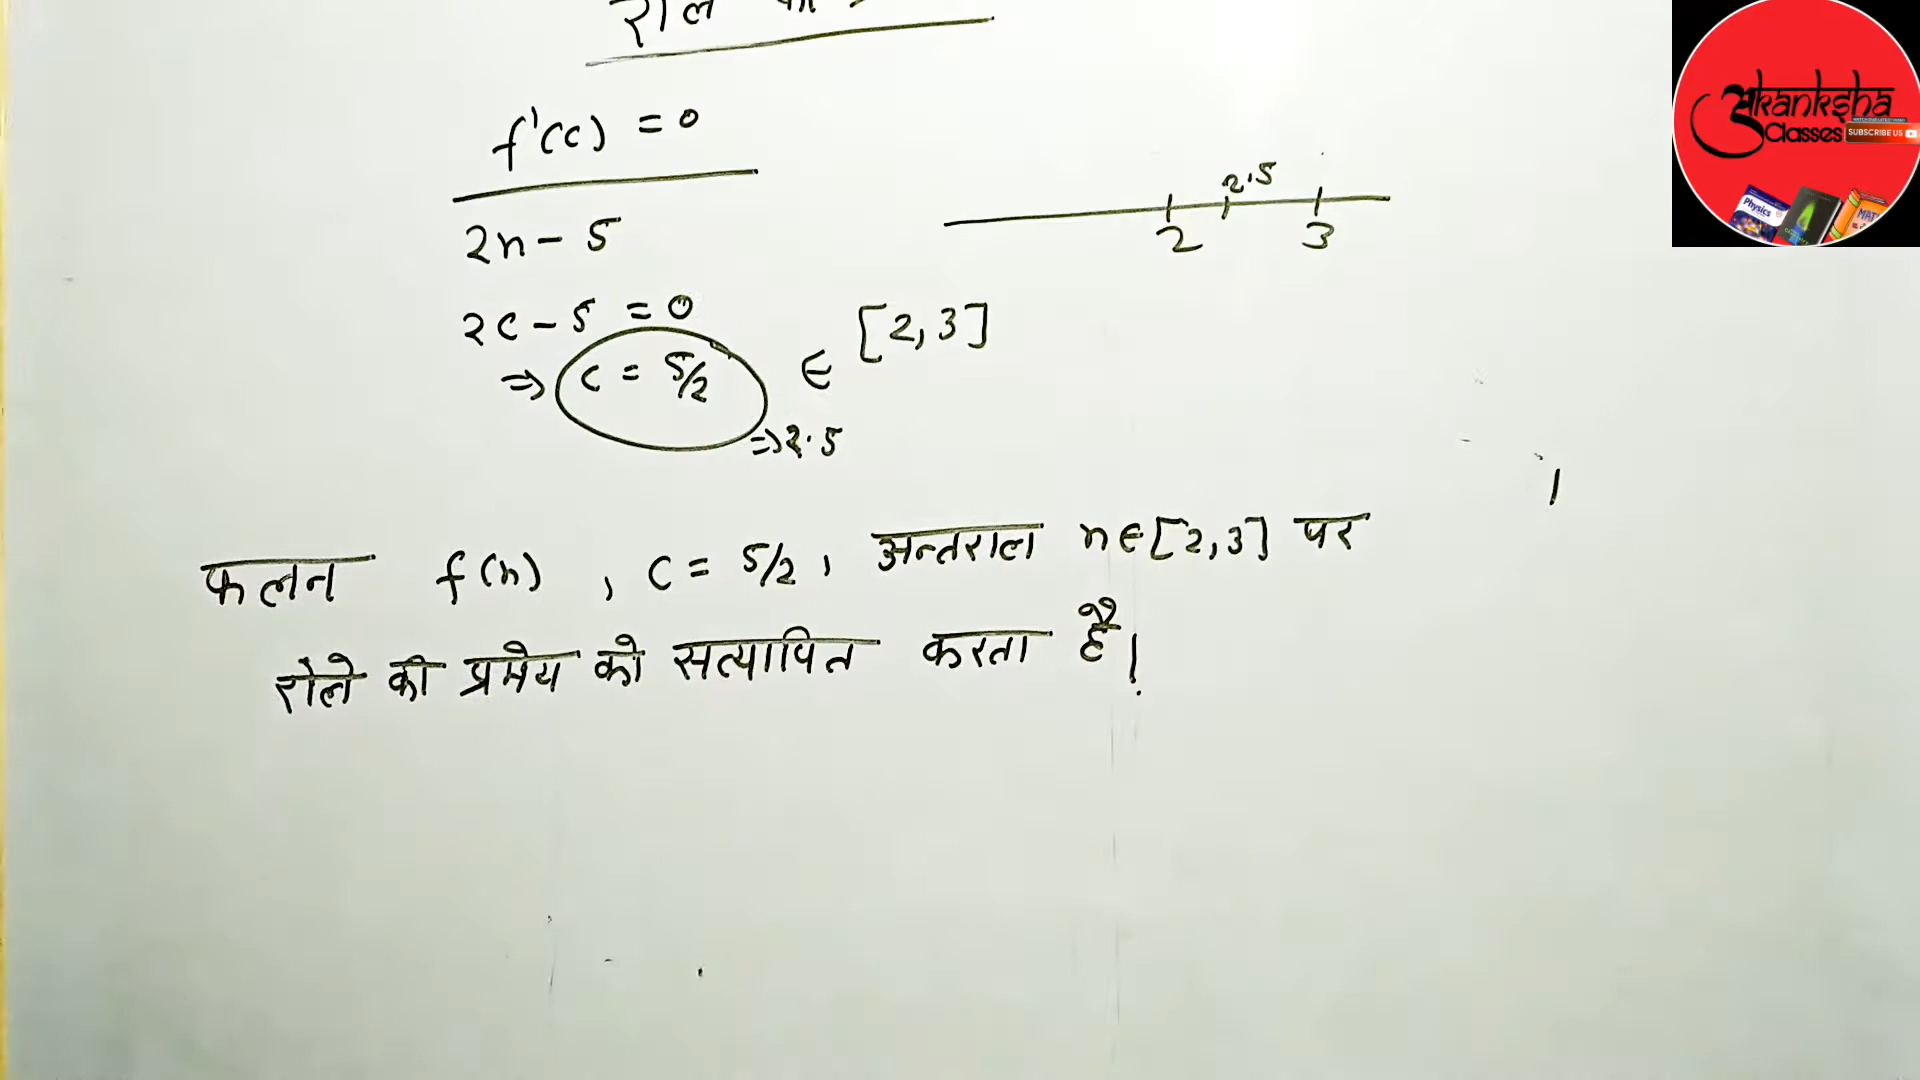 f'(c) = 0
2x - 5
2.5
2 3
2c - 5 = 0
⇒ c = 5/2 ∈ [2, 3]
⇒ 2.5
फलन f(x) , c = 5/2 , अन्तराल x ∈ [2, 3] पर
रोले की प्रमेय को सत्यापित करता है।
अkanksha
Classes
SUBSCRIBE US
Physics